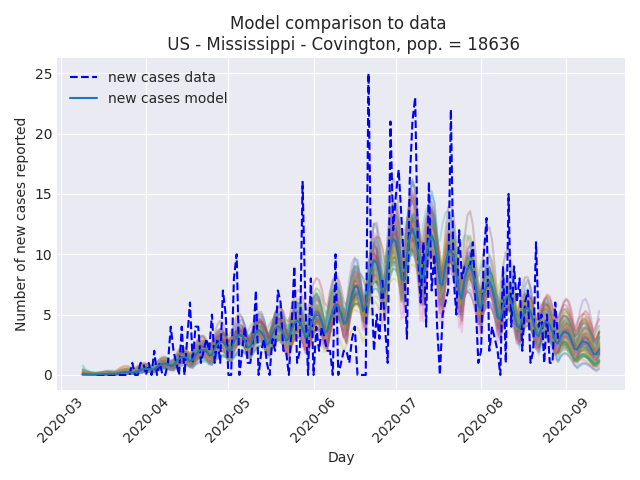 Model comparison to data
US - Mississippi - Covington, pop. = 18636
new cases data
new cases model
Number of new cases reported
25
20
15
10
5
0
2020-03
2020-04
2020-05
2020-06
2020-07
2020-08
2020-09
Day